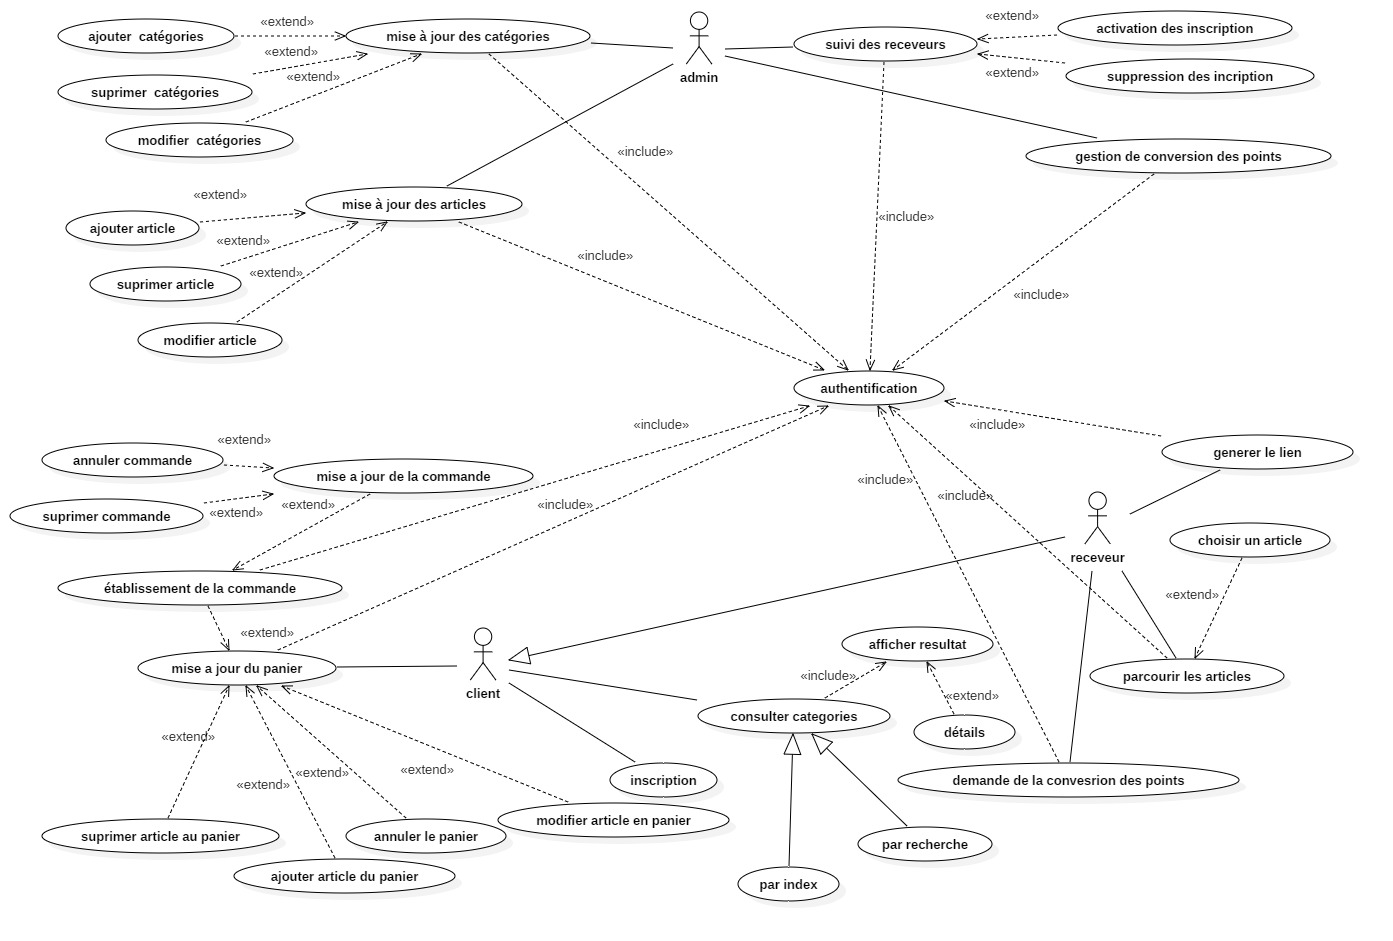 «extend»
ajouter  catégories
mise à jour des catégories
«extend»
suprimer  catégories
«extend»
modifier  catégories
admin
suivi des receveurs
«extend»
activation des inscription
«extend»
suppression des incription
gestion de conversion des points
«include»
«extend»
ajouter article
mise à jour des articles
«include»
«extend»
suprimer article
«include»
«extend»
«include»
modifier article
authentification
«include»
«include»
«extend»
annuler commande
mise a jour de la commande
generer le lien
«include»
«include»
«extend»
«extend»
«include»
suprimer commande
choisir un article
receveur
établissement de la commande
«extend»
«extend»
mise a jour du panier
client
afficher resultat
«include»
parcourir les articles
«extend»
consulter categories
détails
«extend»
«extend»
«extend»
«extend»
inscription
demande de la convesrion des points
modifier article en panier
suprimer article au panier
annuler le panier
par recherche
ajouter article du panier
par index